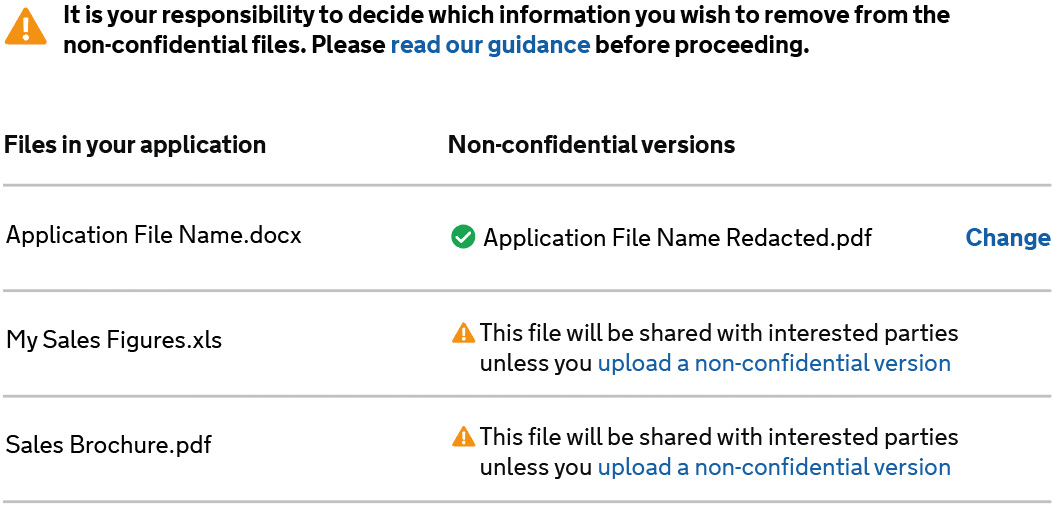 It is your responsibility to decide which information you wish to remove from the
non-confidential files. Please read our guidance before proceeding.
Files in your application
Non-confidential versions
Application File Name.docx
Application File Name Redacted.pdf
Change
My Sales Figures.xls
This file will be shared with interested parties
unless you upload a non-confidential version
Sales Brochure.pdf
This file will be shared with interested parties
unless you upload a non-confidential version